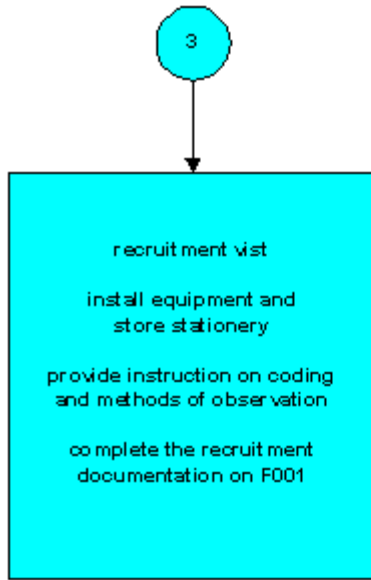 3
recruitment vist
install equipment and
store stationery
provide instruction on coding
and methods of observation
complete the recruitment
documentation on F001